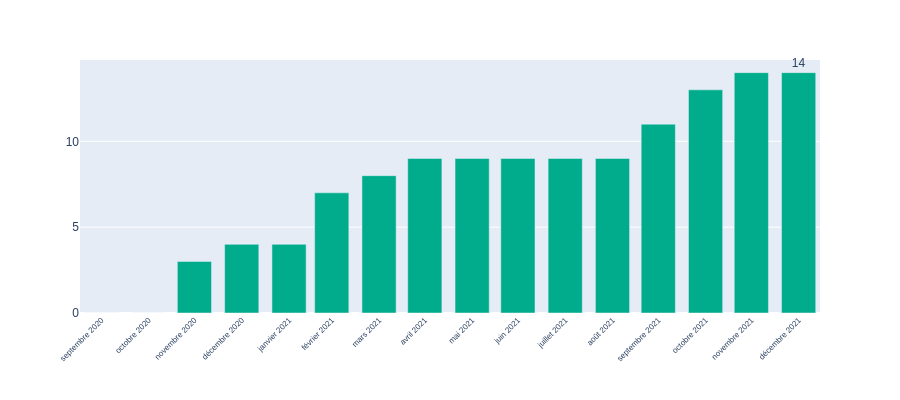 14
10
5
0
septembre 2020
octobre 2020
novembre 2020
décembre 2020
janvier 2021
février 2021
mars 2021
avril 2021
mai 2021
juin 2021
juillet 2021
août 2021
septembre 2021
octobre 2021
novembre 2021
décembre 2021